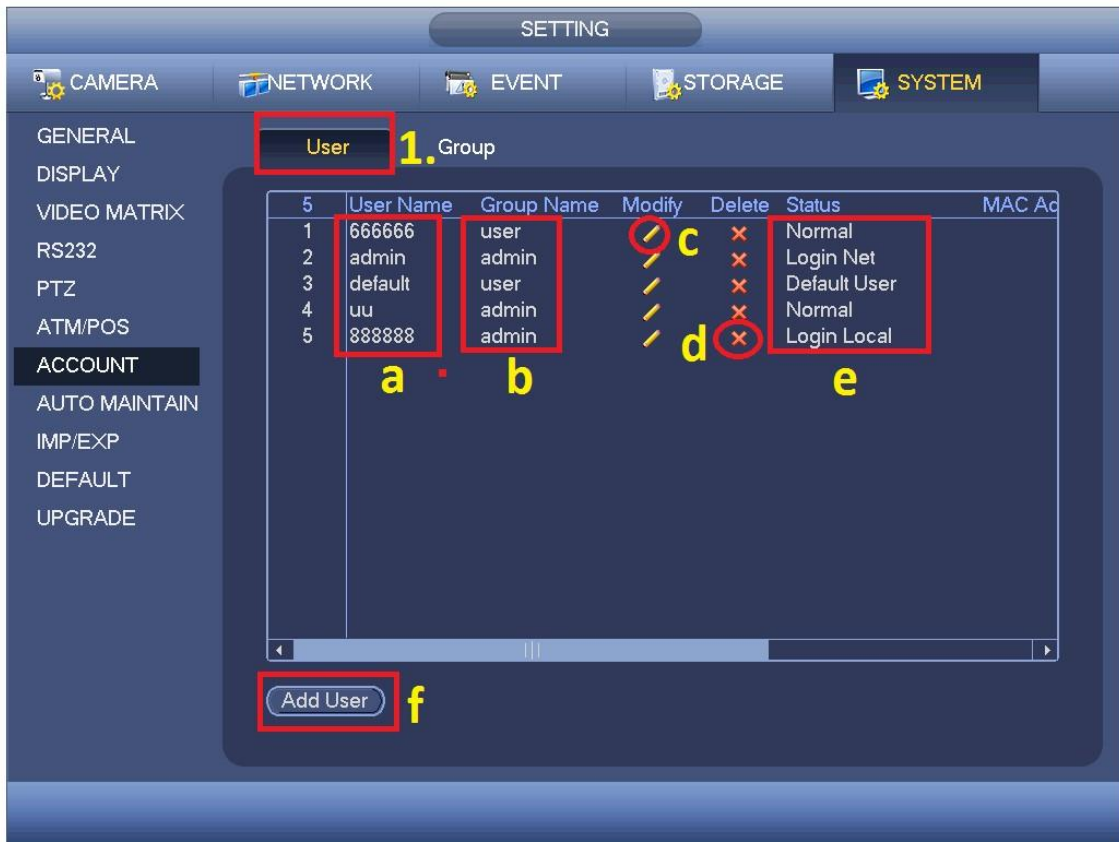 SETTING
CAMERA NETWORK EVENT STORAGE SYSTEM
GENERAL
DISPLAY
VIDEO MATRIX
RS232
PTZ
ATM/POS
ACCOUNT
AUTO MAINTAIN
IMP/EXP
DEFAULT
UPGRADE
User 1. Group
5 User Name Group Name Modify Delete Status MAC Ad
1 666666 user Normal
c
2 admin admin Login Net
3 default user Default User
4 uu admin Normal
5 888888 admin Login Local
d
a b e
Add User f